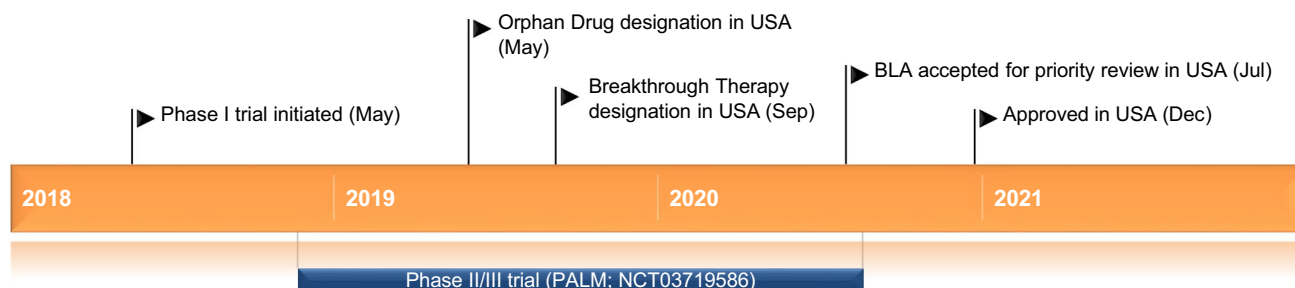 Orphan Drug designation in USA
(May)
BLA accepted for priority review in USA (Jul)
Breakthrough Therapy
designation in USA (Sep)
Phase I trial initiated (May)
Approved in USA (Dec)
2018
2019
2020
2021
Phase II/III trial (PALM; NCT03719586)